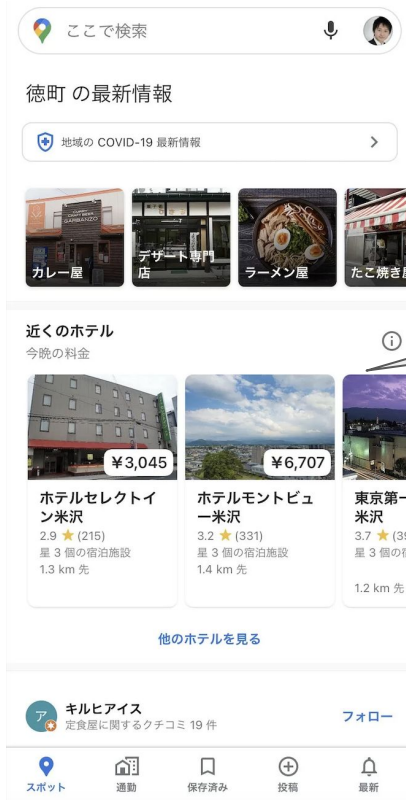 ここで検索
徳町 の最新情報
地域の COVID-19 最新情報
GARBANZO
カレー屋
デザート専門
店
ラーメン屋
たこ焼き屋
近くのホテル
今晩の料金
¥3,045
¥6,707
ホテルセレクトイ
ン米沢
2.9 (215)
星 3 個の宿泊施設
1.3 km 先
ホテルモントビュ
ー米沢
3.2 (331)
星 3 個の宿泊施設
1.4 km 先
東京第一
米沢
3.7 (39
星 3 個の
1.2 km 先
他のホテルを見る
ア
キルヒアイス
定食屋に関するクチコミ 19 件
フォロー
スポット
通勤
保存済み
投稿
最新